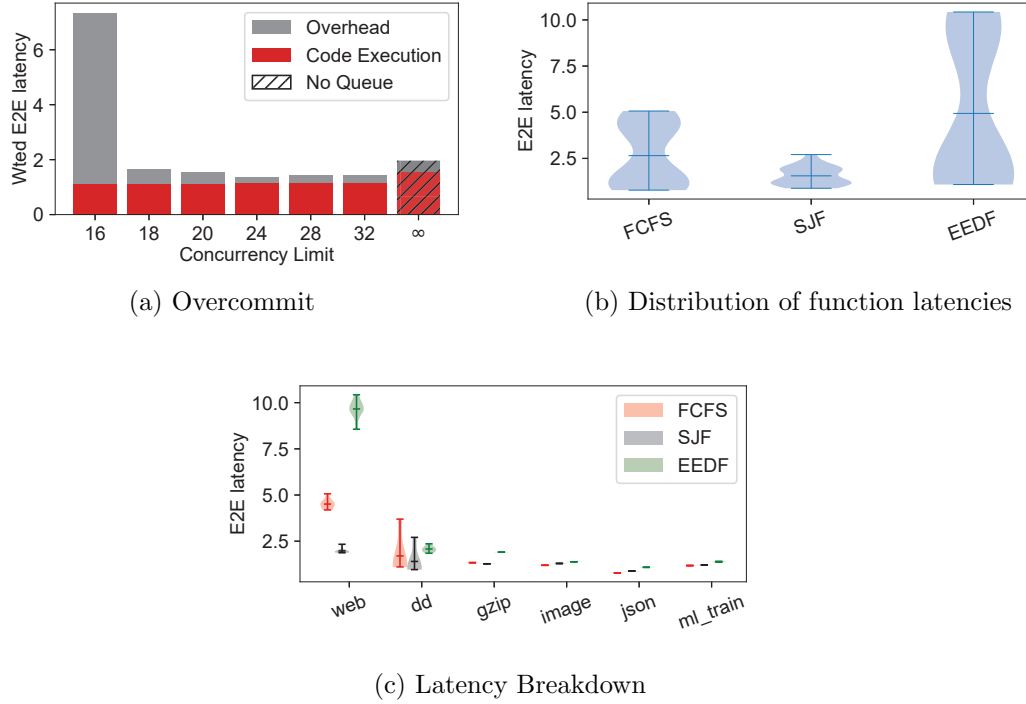 Wted E2E latency
6
4
2
0
Overhead
Code Execution
No Queue
16 18 20 24 28 32 ∞
Concurrency Limit
(a) Overcommit
E2E latency
10.0
7.5
5.0
2.5
FCFS SJF EEDF
(b) Distribution of function latencies
E2E latency
10.0
7.5
5.0
2.5
FCFS
SJF
EEDF
web dd gzip image json ml_train
(c) Latency Breakdown